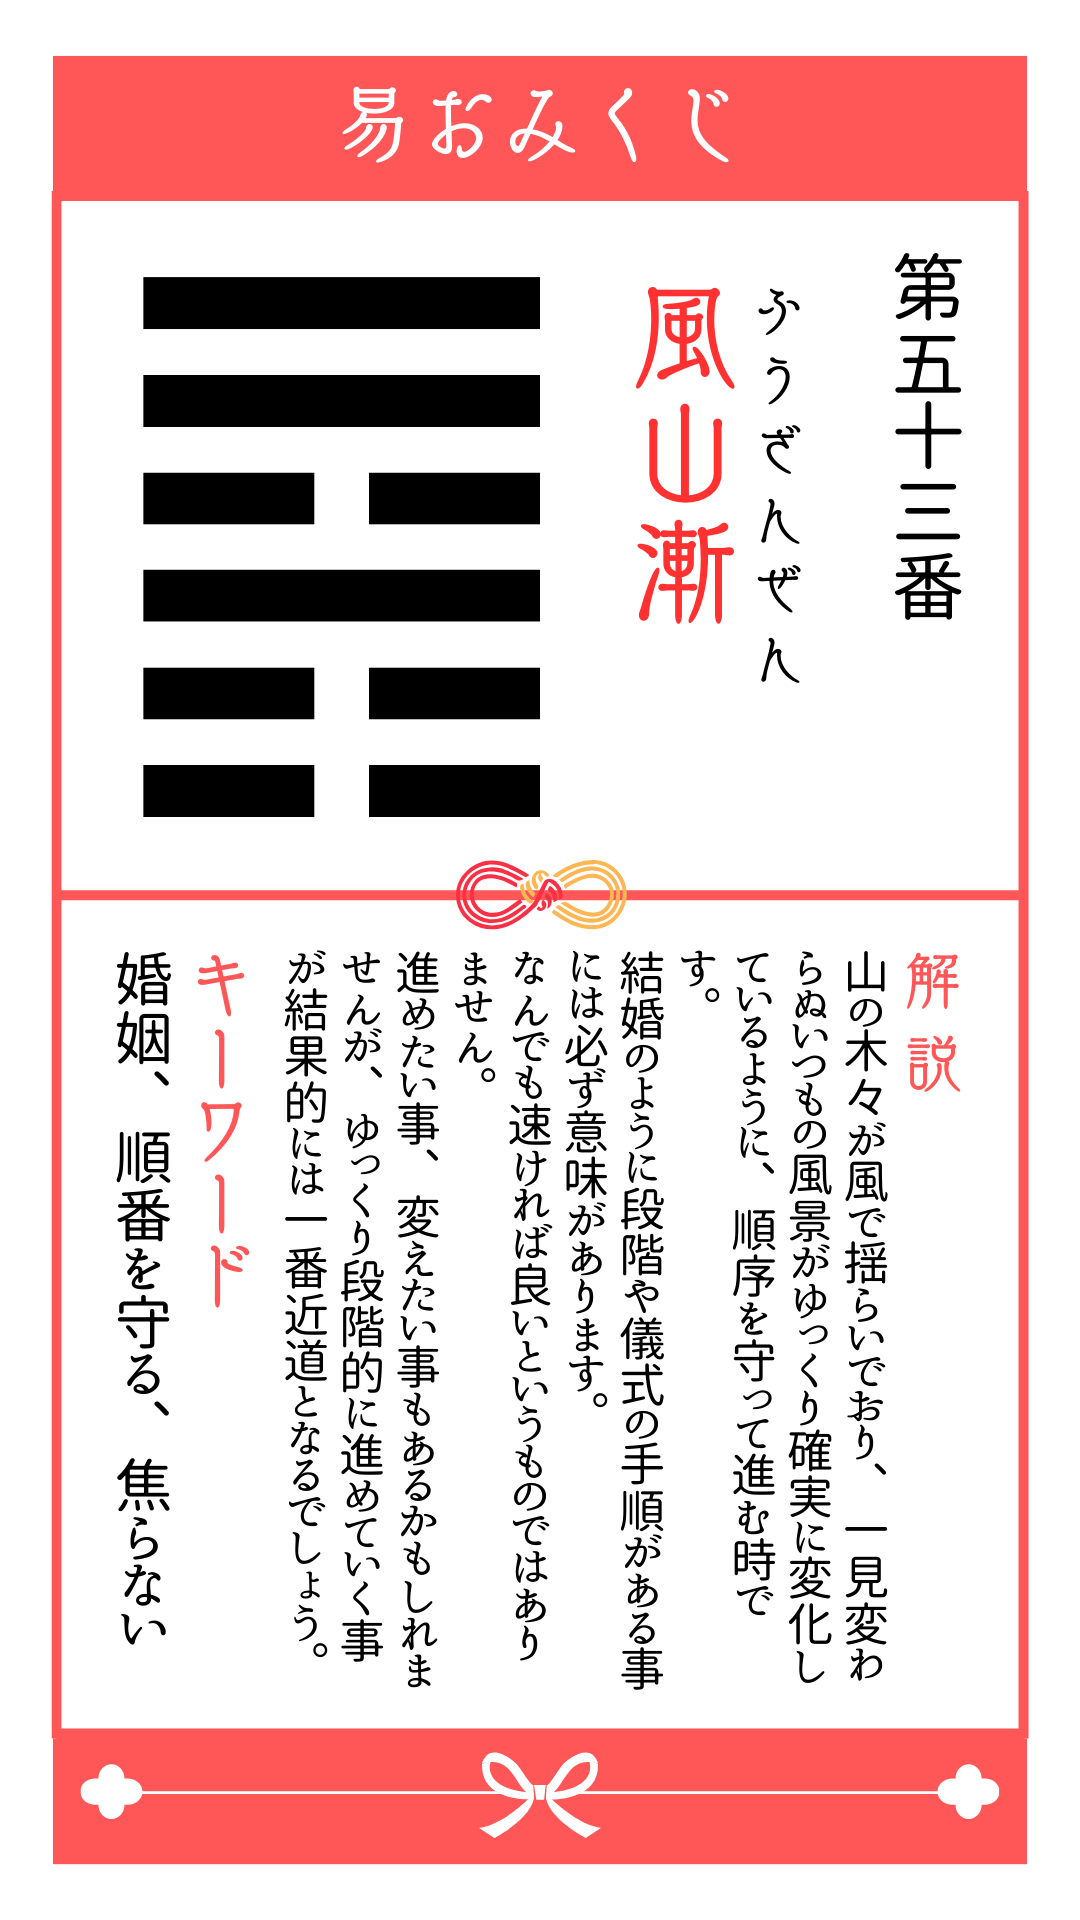 易おみくじ
第五十三番
ふうざんぜん
風山漸
解説
山の木々が風で揺らいでおり、一見変わ
らぬいつもの風景がゆっくり確実に変化し
ているように、順序を守って進む時で
す。
結婚のように段階や儀式の手順がある事
には必ず意味があります。
なんでも速ければ良いというものではあり
ません。
進めたい事、変えたい事もあるかもしれま
せんが、ゆっくり段階的に進めていく事
が結果的には一番近道となるでしょう。
キーワード
婚姻、順番を守る、焦らない